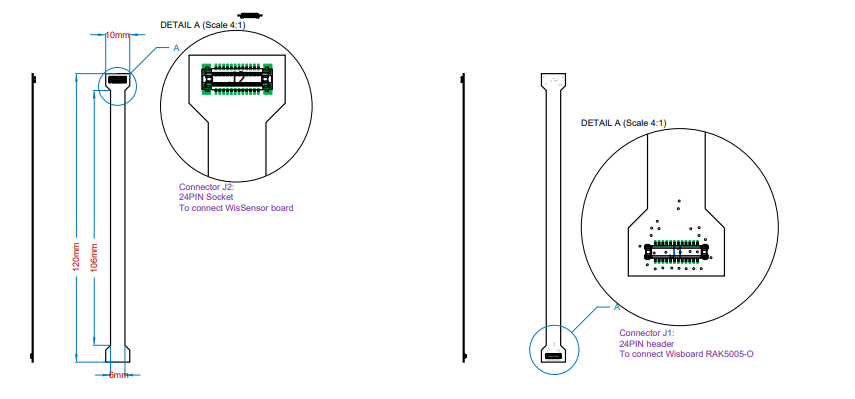 DETAIL A (Scale 4:1)
10mm
A
J2
Connector J2:
24PIN Socket
To connect WisSensor board
120mm
106mm
6mm
DETAIL A (Scale 4:1)
A
Connector J1:
24PIN header
To connect Wisboard RAK5005-O